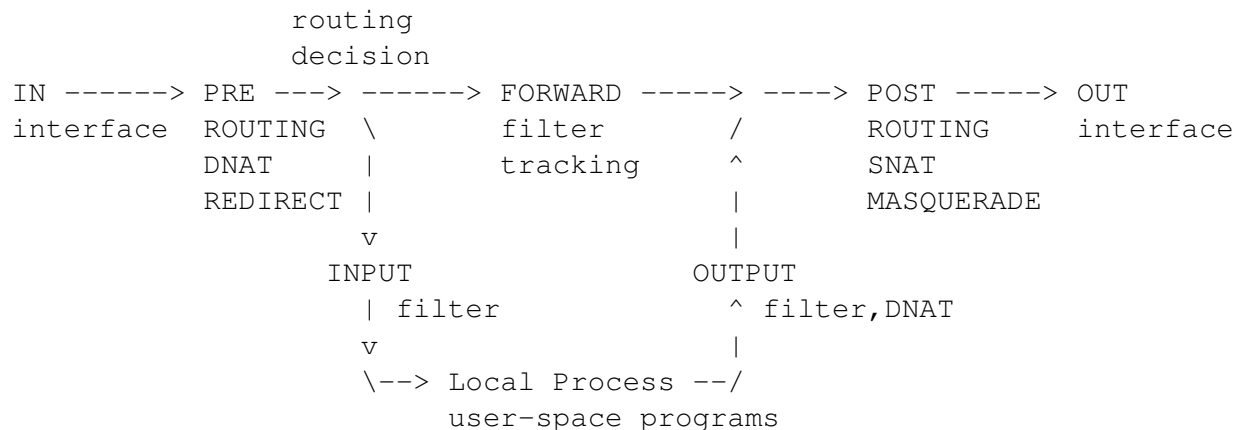 routing
                decision
IN ------> PRE ---> ------> FORWARD -----> ----> POST -----> OUT
interface  ROUTING  \       filter       /       ROUTING     interface
           DNAT     |       tracking     ^       SNAT
           REDIRECT |                    |       MASQUERADE
                    v                    |
                  INPUT                OUTPUT
                    | filter             ^ filter,DNAT
                    v                    |
                    \--> Local Process --/
                         user-space programs